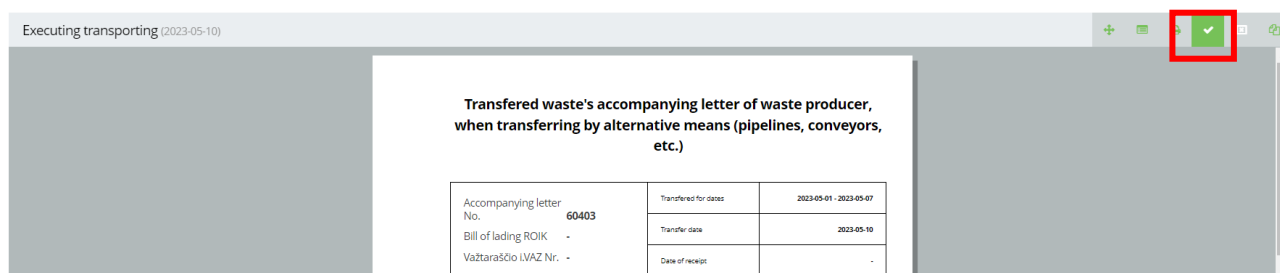 Executing transporting (2023-05-10)
Transfered waste's accompanying letter of waste producer,
when transferring by alternative means (pipelines, conveyors,
etc.)
Accompanying letter
No. 60403
Bill of lading ROIK -
Važtaraščio i.VAZ Nr. -
Transfered for dates 2023-05-01 - 2023-05-07
Transfer date 2023-05-10
Date of receipt -